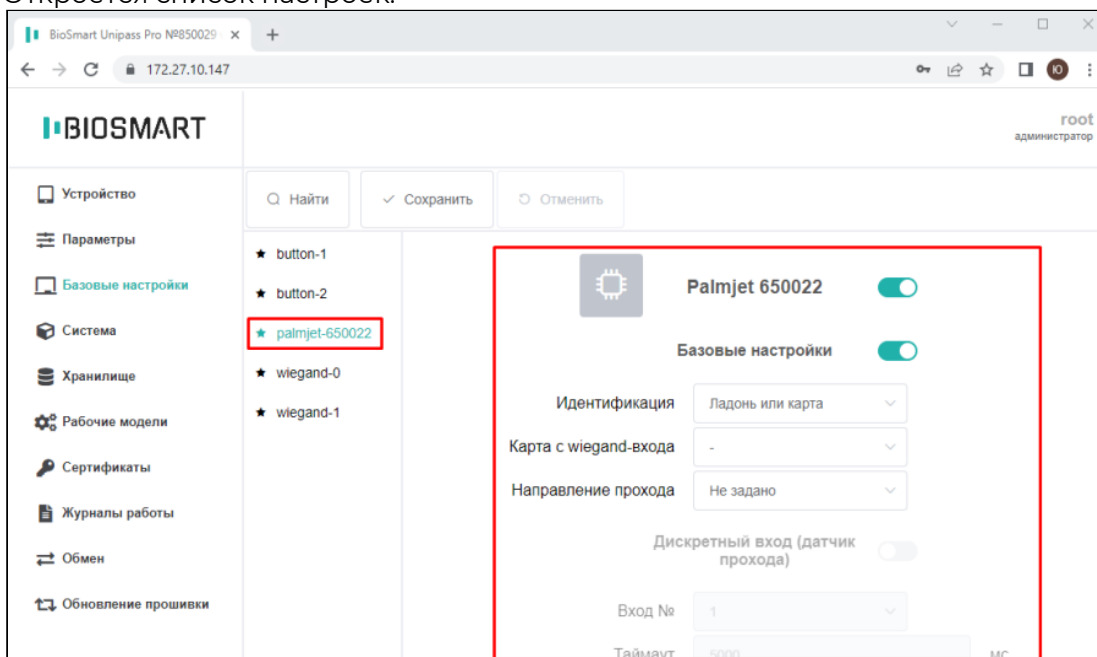 Откроется список настроек.
BioSmart Unipass Pro №850029
172.27.10.147
Ю
BIOSMART
root
администратор
Устройство
Параметры
Базовые настройки
Система
Хранилище
Рабочие модели
Сертификаты
Журналы работы
Обмен
Обновление прошивки
Найти
Сохранить
Отменить
button-1
button-2
palmjet-650022
wiegand-0
wiegand-1
Palmjet 650022
Базовые настройки
Идентификация Ладонь или карта
Карта с wiegand-входа -
Направление прохода Не задано
Дискретный вход (датчик
прохода)
Вход № 1
Таймаут 5000 мс